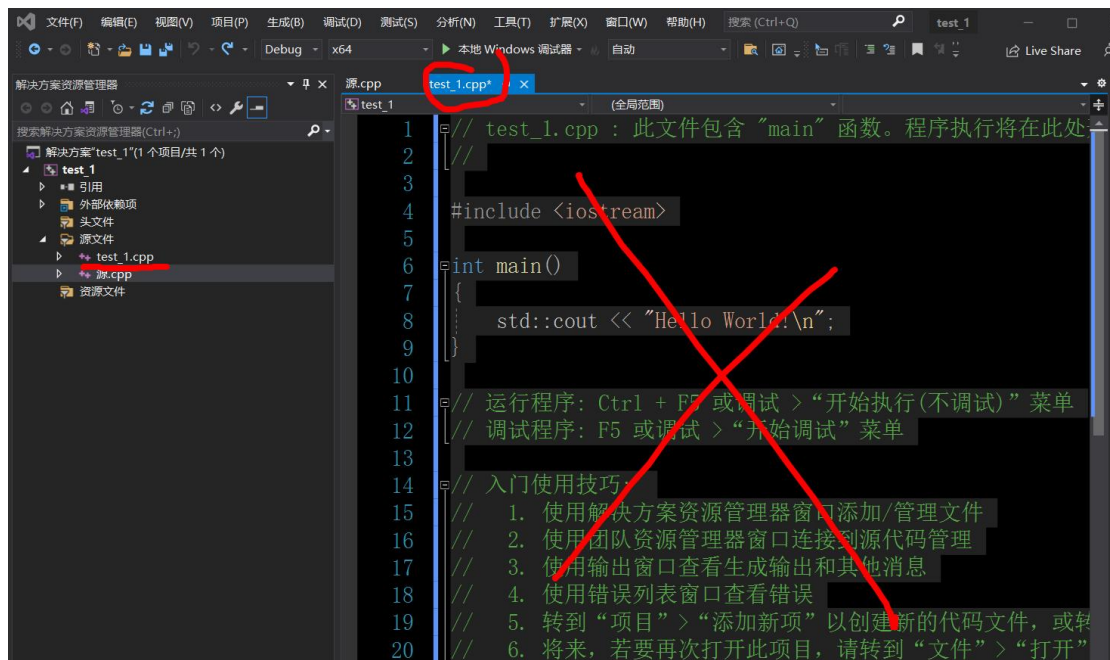 文件(F) 编辑(E) 视图(V) 项目(P) 生成(B) 调试(D) 测试(S) 分析(N) 工具(T) 扩展(X) 窗口(W) 帮助(H) 搜索 (Ctrl+Q) test_1
Debug x64 本地 Windows 调试器 自动 Live Share
解决方案资源管理器
源.cpp test_1.cpp*
test_1 (全局范围)
搜索解决方案资源管理器(Ctrl+;)
解决方案"test_1"(1 个项目/共 1 个)
test_1
引用
外部依赖项
头文件
源文件
test_1.cpp
源.cpp
资源文件
1 // test_1.cpp : 此文件包含 "main" 函数。程序执行将在此处
2 //
3
4 #include <iostream>
5
6 int main()
7 {
8 std::cout << "Hello World!\n";
9 }
10
11 // 运行程序: Ctrl + F5 或调试 >“开始执行(不调试)”菜单
12 // 调试程序: F5 或调试 >“开始调试”菜单
13
14 // 入门使用技巧:
15 // 1. 使用解决方案资源管理器窗口添加/管理文件
16 // 2. 使用团队资源管理器窗口连接到源代码管理
17 // 3. 使用输出窗口查看生成输出和其他消息
18 // 4. 使用错误列表窗口查看错误
19 // 5. 转到“项目”>“添加新项”以创建新的代码文件，或转
20 // 6. 将来，若要再次打开此项目，请转到“文件”>“打开”